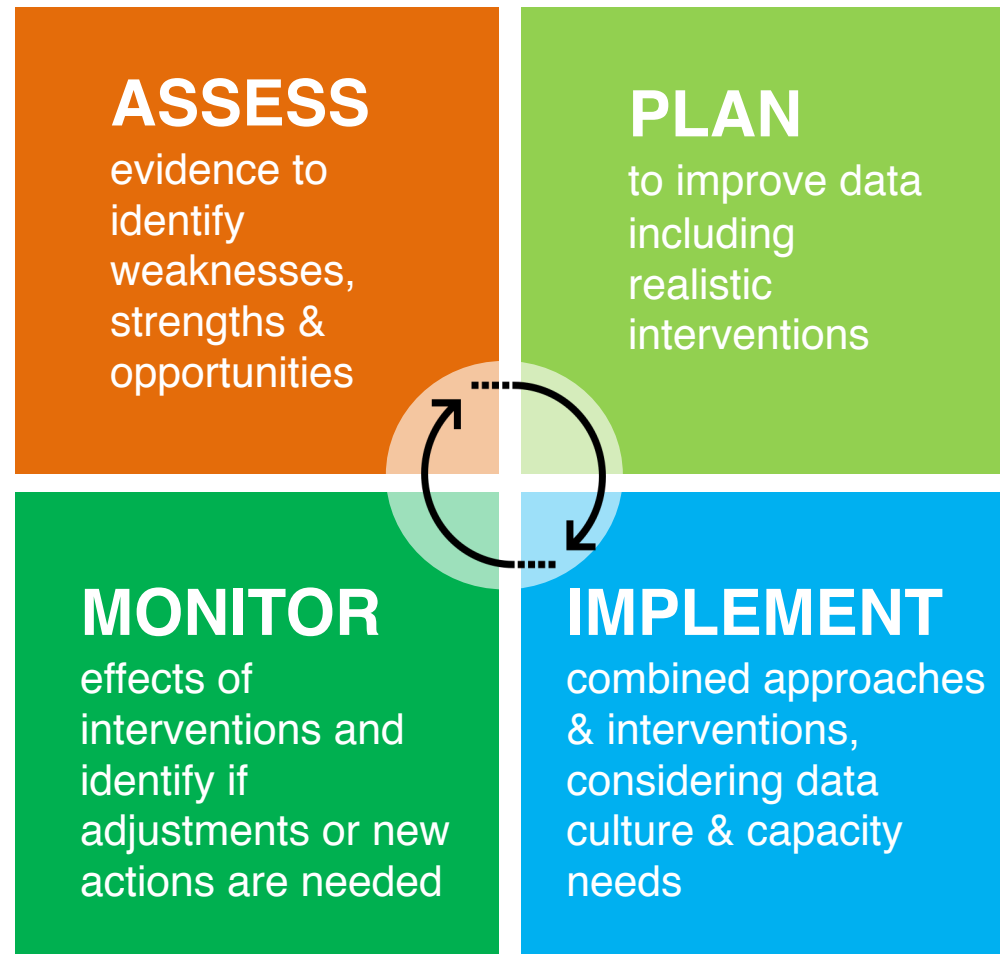 ASSESS
evidence to
identify
weaknesses,
strengths &
opportunities
PLAN
to improve data
including
realistic
interventions
MONITOR
effects of
interventions and
identify if
adjustments or new
actions are needed
IMPLEMENT
combined approaches
& interventions,
considering data
culture & capacity
needs